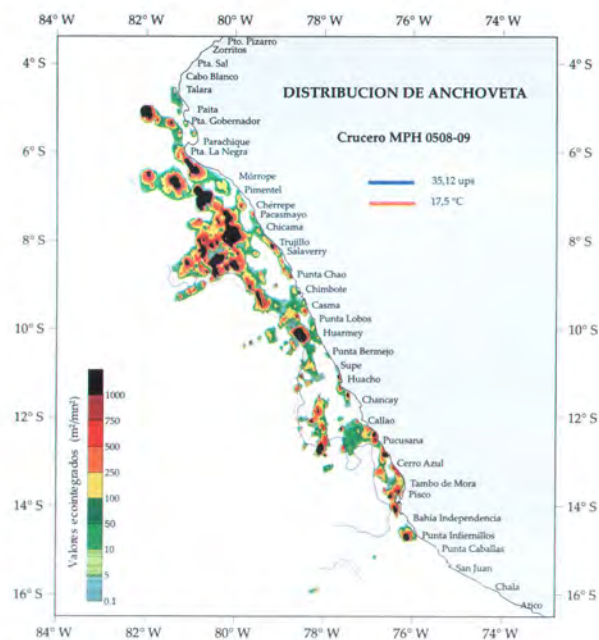 84° W 82° W 80° W 78° W 76° W 74° W
4° S
6° S
8° S
10° S
12° S
14° S
16° S
Pto. Pizarro
Zorritos
Pta. Sal
Cabo Blanco
Talara
Paita
Pta. Gobernador
Parachique
Pta. La Negra
Mórrope
Pimentel
Chérrepe
Pacasmayo
Chicama
Trujillo
Salaverry
Punta Chao
Chimbote
Casma
Punta Lobos
Huarmey
Punta Bermejo
Supe
Huacho
Chancay
Callao
Pucusana
Cerro Azul
Tambo de Mora
Pisco
Bahía Independencia
Punta Infiernillos
Punta Caballas
San Juan
Chala
Atico
DISTRIBUCION DE ANCHOVETA
Crucero MPH 0508-09
35,12 ups
17,5 °C
Valores ecointegrados (m²/mn²)
1000
750
500
250
100
50
10
5
0.1
4° S
6° S
8° S
10° S
12° S
14° S
16° S
84° W 82° W 80° W 78° W 76° W 74° W